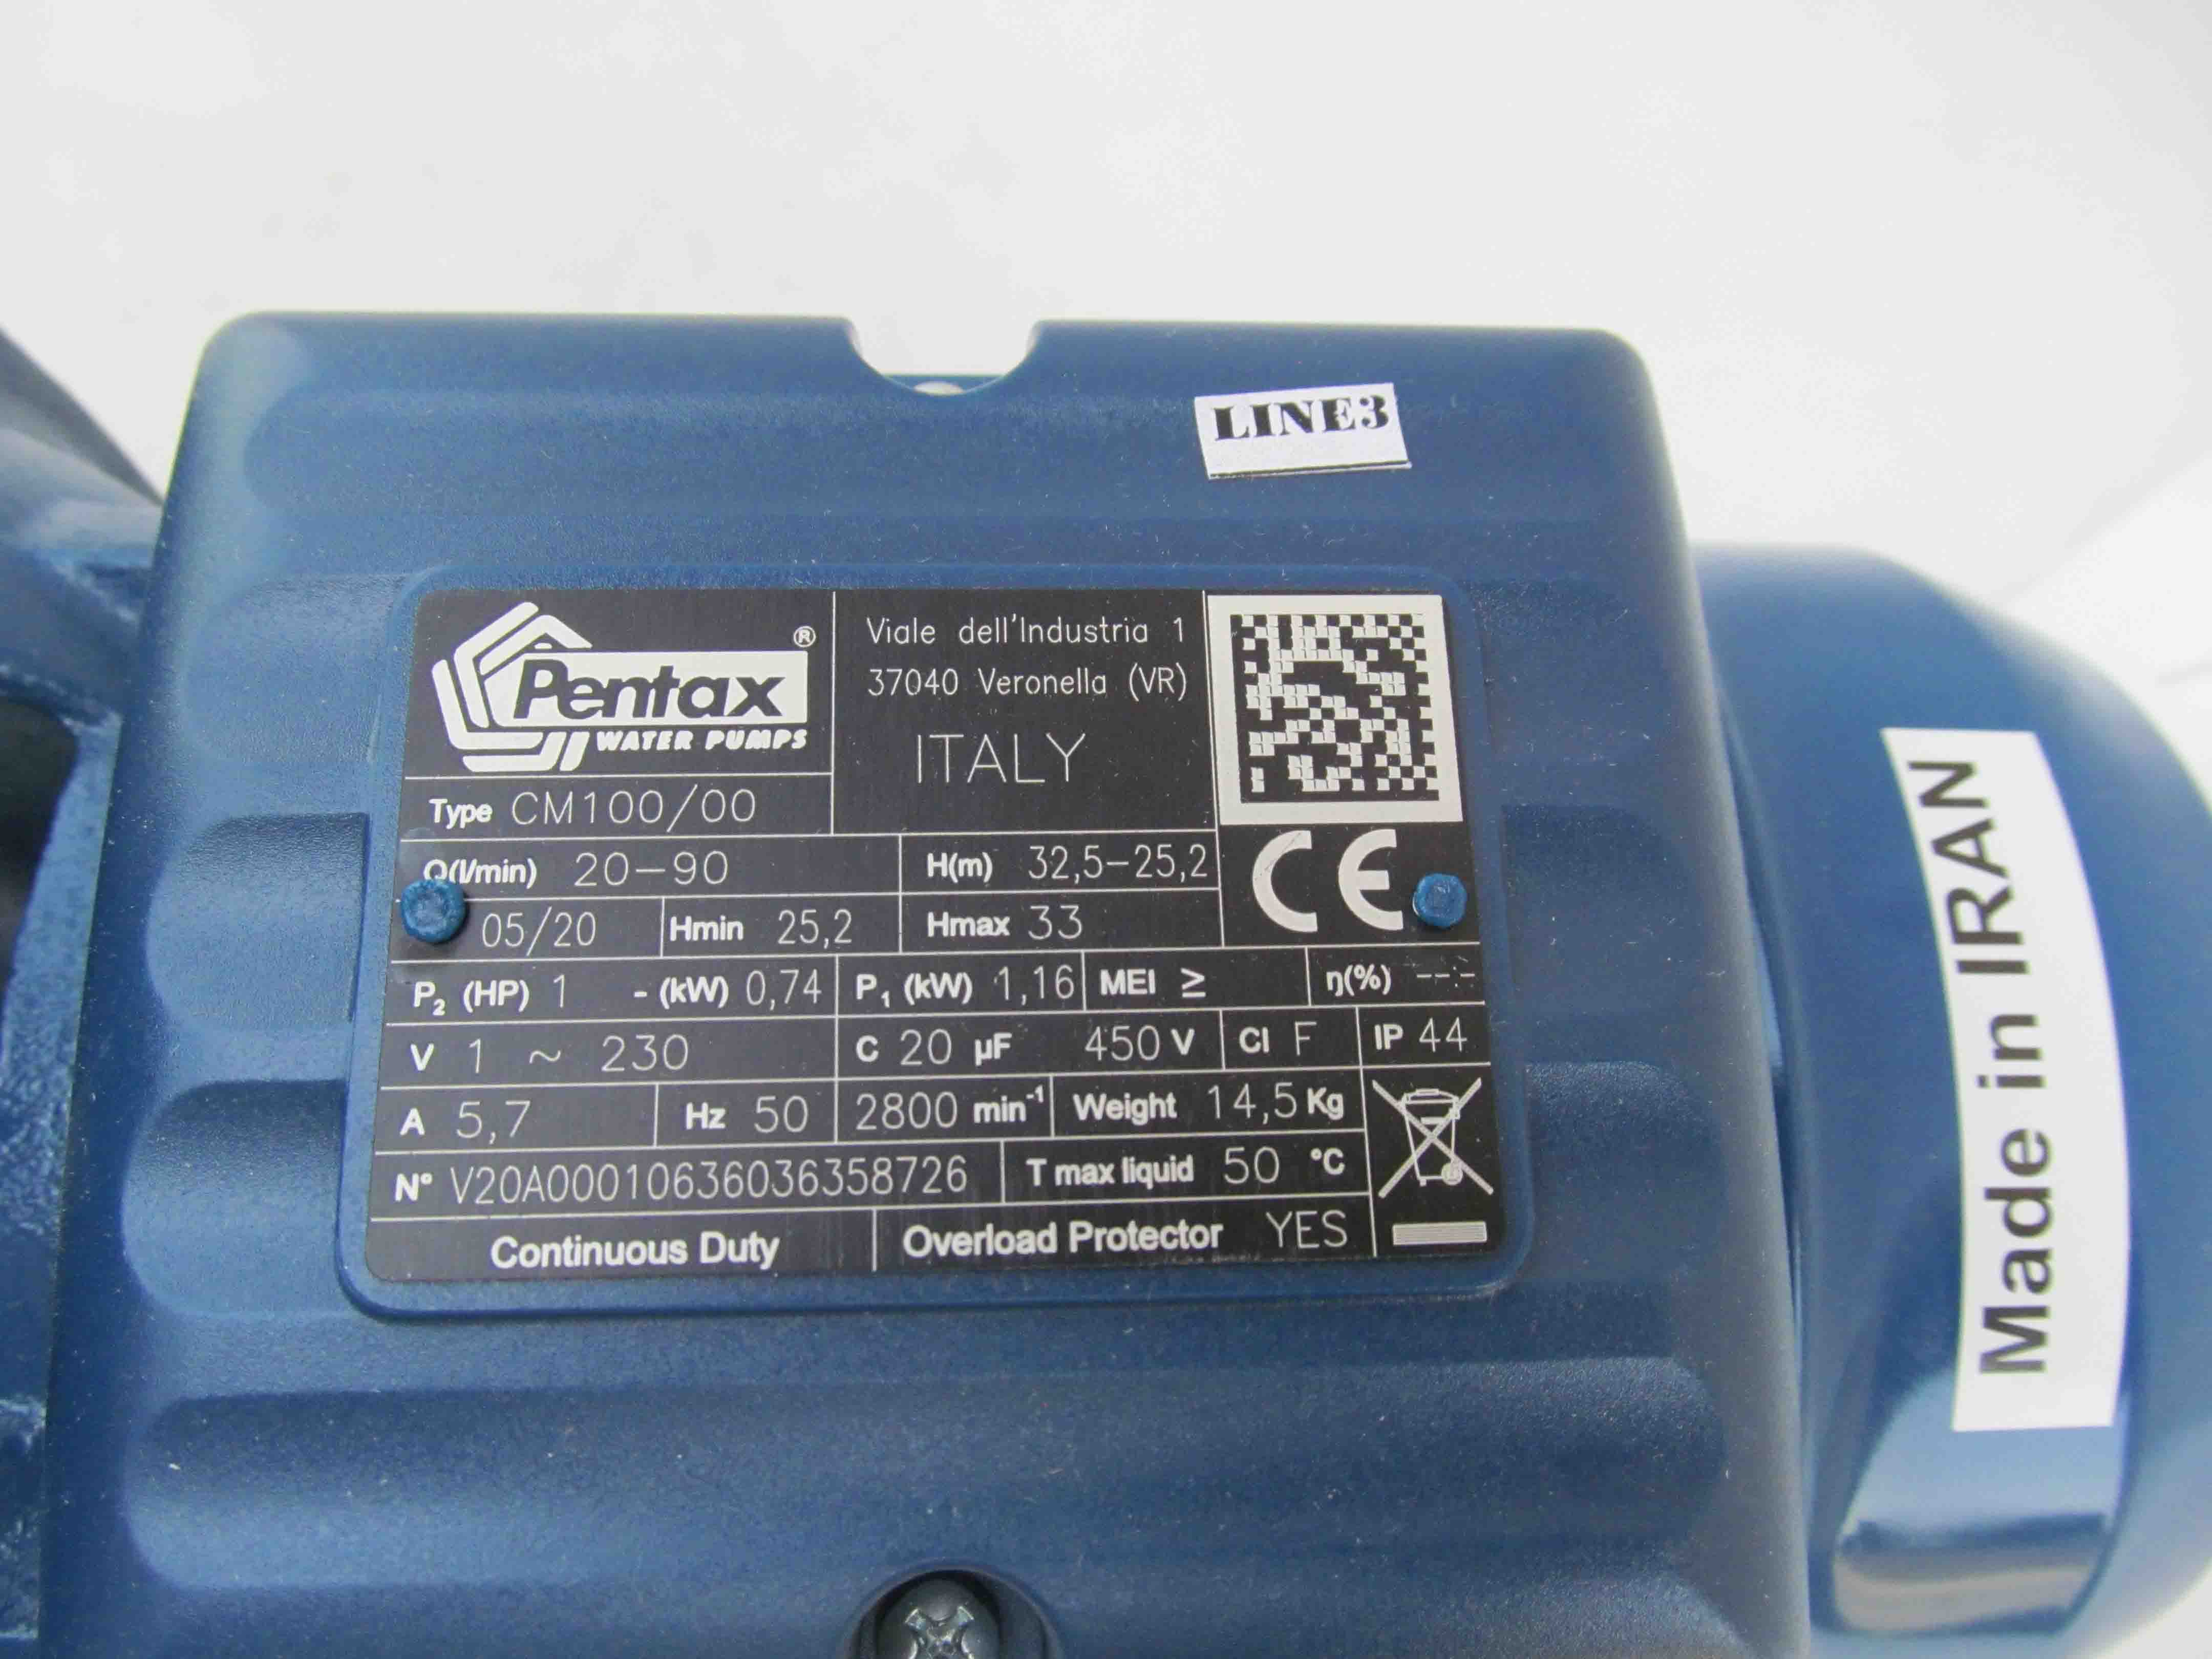 LINE3
Pentax ®
WATER PUMPS
Viale dell'Industria 1
37040 Veronella (VR)
ITALY
Type CM100/00
Q(l/min) 20-90 H(m) 32,5-25,2
05/20 Hmin 25,2 Hmax 33
CE
P₂ (HP) 1 - (kW) 0,74 P₁ (kW) 1,16 MEI ≥ η(%) --.-
V 1 ~ 230 C 20 µF 450 V Cl F IP 44
A 5,7 Hz 50 2800 min⁻¹ Weight 14,5 Kg
N° V20A00010636036358726 T max liquid 50 °C
Continuous Duty Overload Protector YES
Made in IRAN